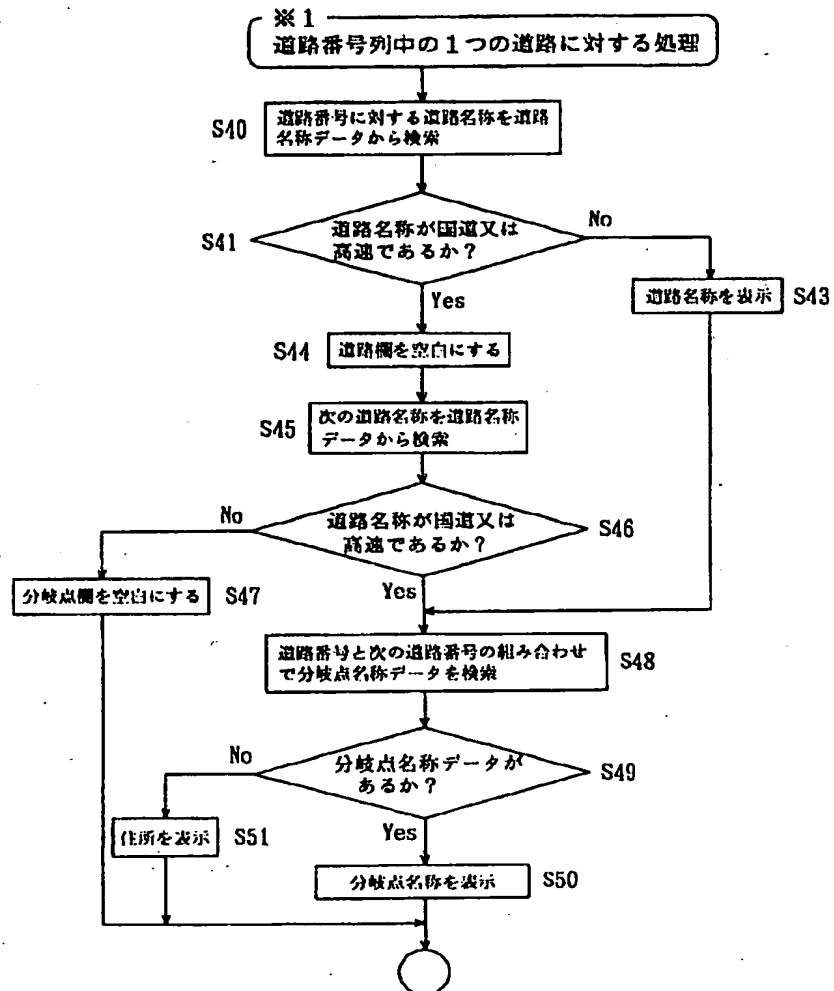 ※1
道路番号列中の1つの道路に対する処理
S40
道路番号に対する道路名称を道路
名称データから検索
S41
道路名称が国道又は
高速であるか？
No
Yes
道路名称を表示
S43
S44
道路欄を空白にする
S45
次の道路名称を道路名称
データから検索
道路名称が国道又は
高速であるか？
S46
No
Yes
分岐点欄を空白にする
S47
道路番号と次の道路番号の組み合わせ
で分岐点名称データを検索
S48
分岐点名称データが
あるか？
S49
No
Yes
住所を表示
S51
分岐点名称を表示
S50